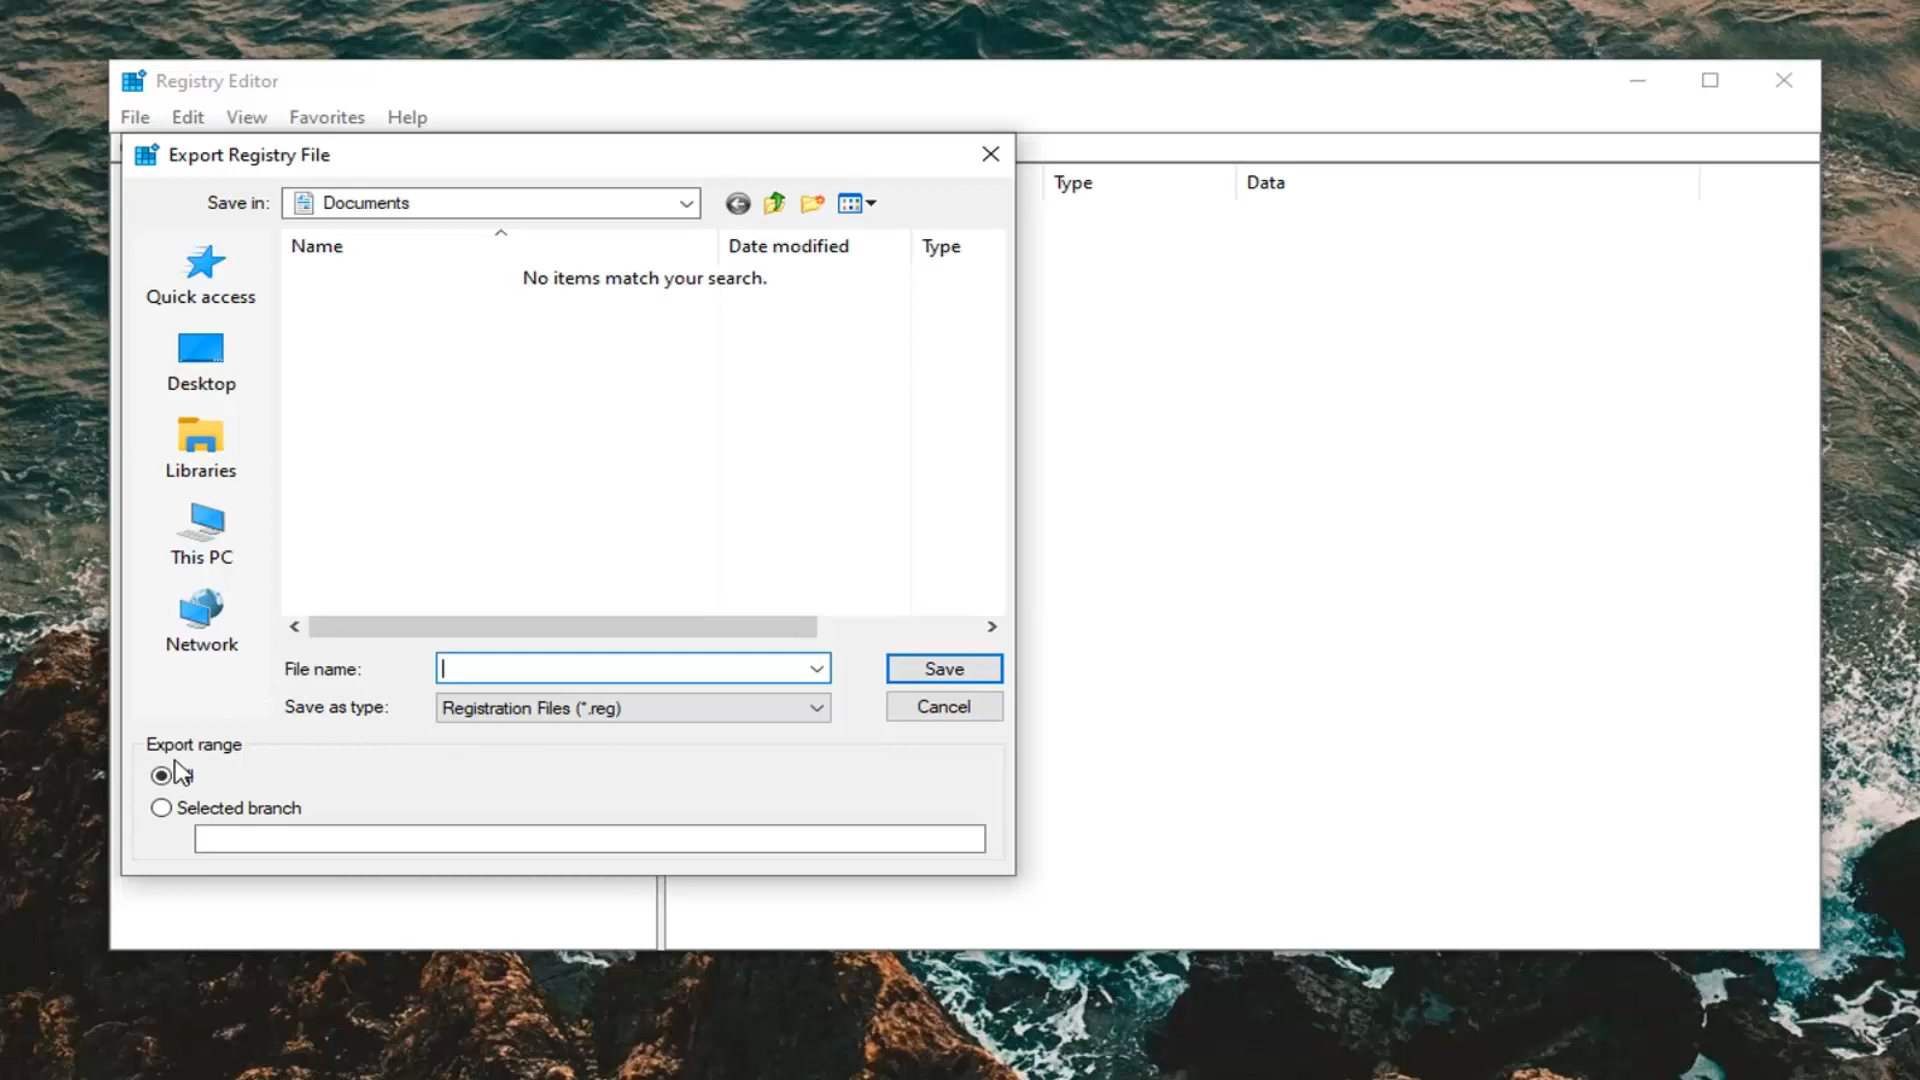 Registry Editor
File Edit View Favorites Help
Export Registry File
Save in: Documents
Type Data
Name Date modified Type
No items match your search.
Quick access
Desktop
Libraries
This PC
Network
File name: Save
Save as type: Registration Files (*.reg) Cancel
Export range
Selected branch